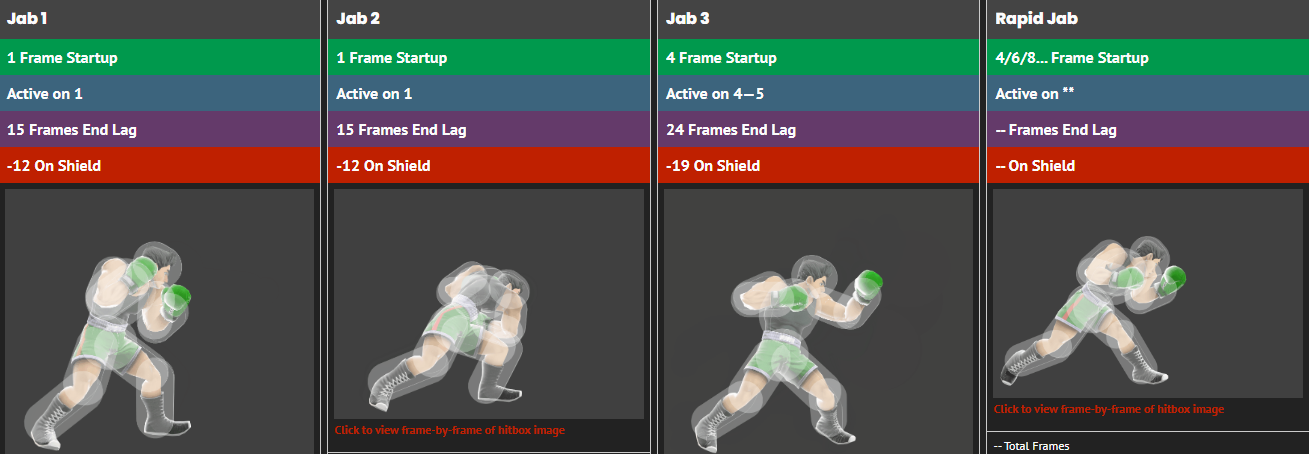 Jab 1
1 Frame Startup
Active on 1
15 Frames End Lag
-12 On Shield
Jab 2
1 Frame Startup
Active on 1
15 Frames End Lag
-12 On Shield
Click to view frame-by-frame of hitbox image
Jab 3
4 Frame Startup
Active on 4—5
24 Frames End Lag
-19 On Shield
Rapid Jab
4/6/8... Frame Startup
Active on **
-- Frames End Lag
-- On Shield
Click to view frame-by-frame of hitbox image
-- Total Frames